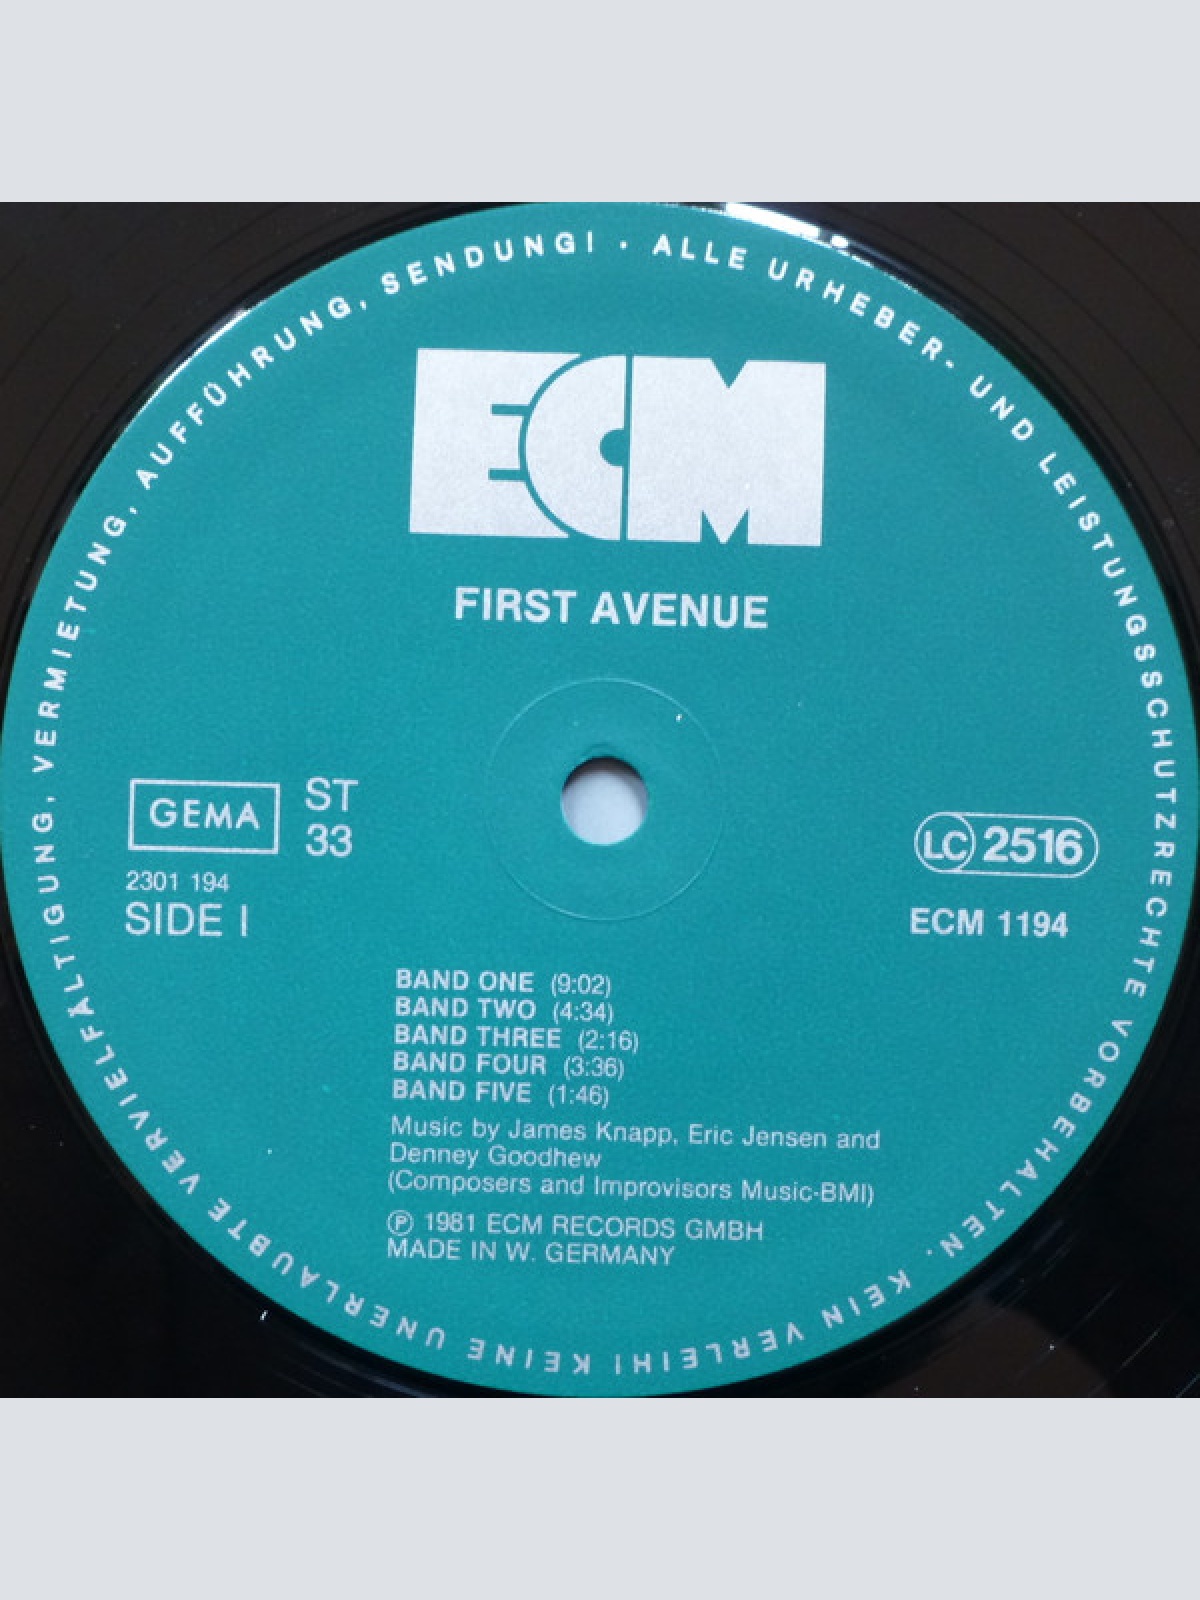 ALLE URHEBER- UND LEISTUNGSSCHUTZRECHTE VORBEHALTEN. KEIN VERLEIH! KEINE UNERLAUBTE VERVIELFÄLTIGUNG, VERMIETUNG, AUFFÜHRUNG, SENDUNG! •
ECM
FIRST AVENUE
GEMA
ST
33
2301 194
SIDE I
LC 2516
ECM 1194
BAND ONE (9:02)
BAND TWO (4:34)
BAND THREE (2:16)
BAND FOUR (3:36)
BAND FIVE (1:46)
Music by James Knapp, Eric Jensen and
Denney Goodhew
(Composers and Improvisors Music-BMI)
Ⓟ 1981 ECM RECORDS GMBH
MADE IN W. GERMANY